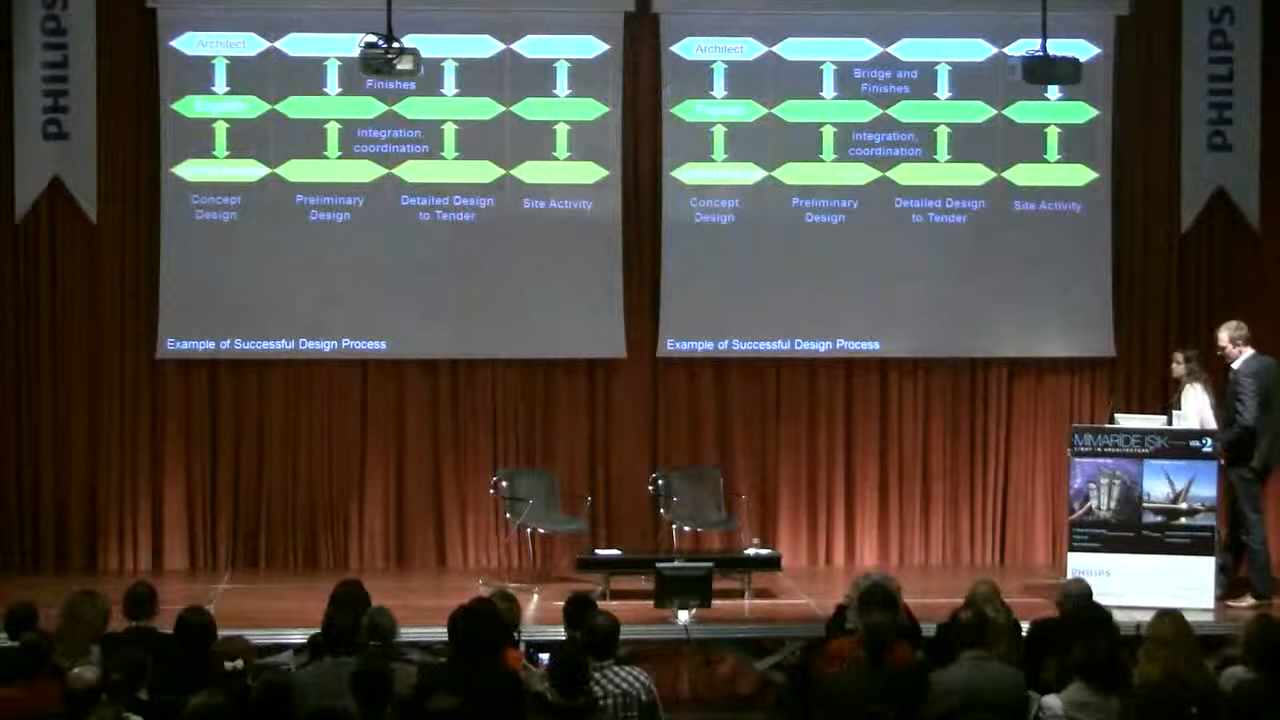 PHILIPS
Architect
Finishes
Integration,
coordination
Concept
Design
Preliminary
Design
Detailed Design
to Tender
Site Activity
Example of Successful Design Process
Architect
Bridge and
Finishes
Integration,
coordination
Concept
Design
Preliminary
Design
Detailed Design
to Tender
Site Activity
Example of Successful Design Process
PHILIPS
MIMARIDE IŞIK VOL.2
LIGHT IN ARCHITECTURE
PHILIPS